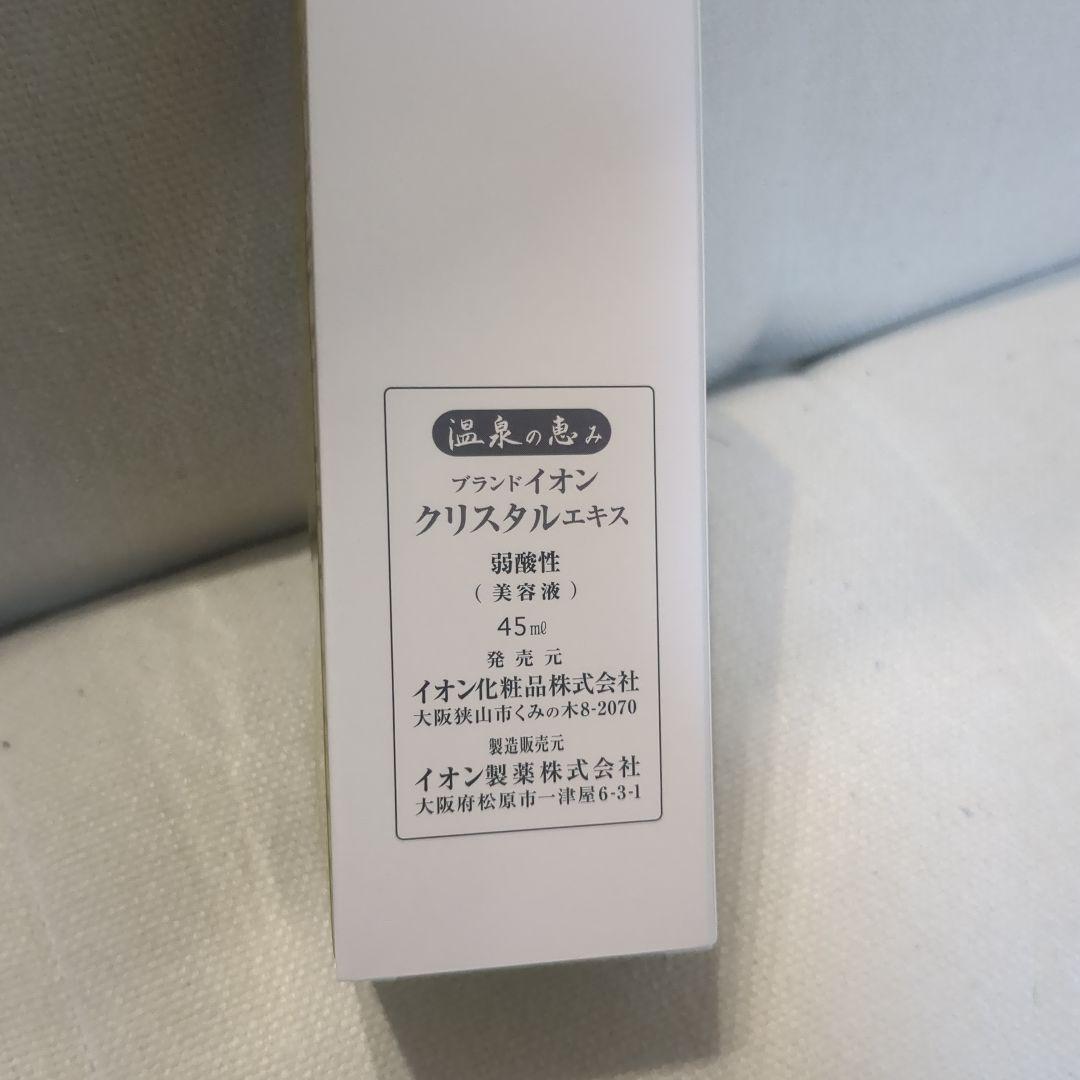 温泉の恵み
ブランドイオン
クリスタルエキス
弱酸性
(美容液)
45㎖
発売元
イオン化粧品株式会社
大阪狭山市くみの木8-2070
製造販売元
イオン製薬株式会社
大阪府松原市一津屋6-3-1